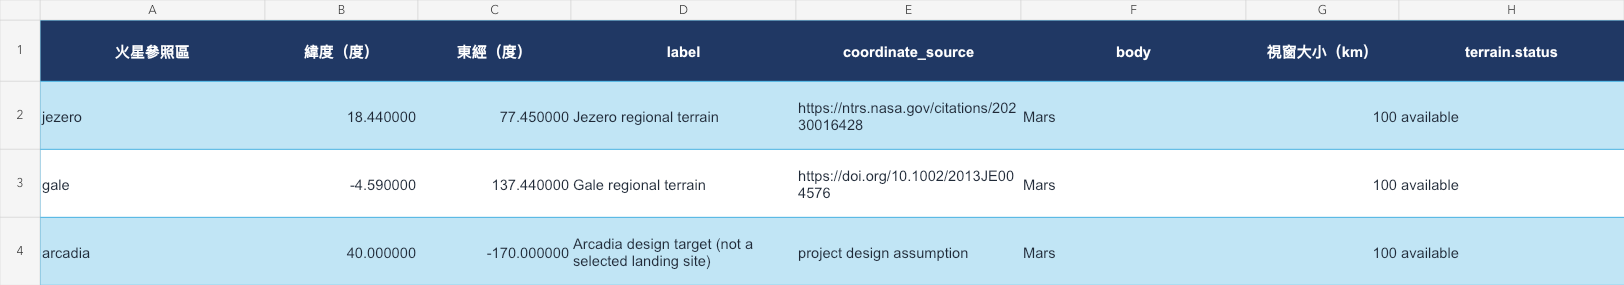 A B C D E F G H
1 火星參照區 緯度（度） 東經（度） label coordinate_source body 視窗大小（km） terrain.status
2 jezero 18.440000 77.450000 Jezero regional terrain https://ntrs.nasa.gov/citations/202
30016428 Mars 100 available
3 gale -4.590000 137.440000 Gale regional terrain https://doi.org/10.1002/2013JE00
4576 Mars 100 available
4 arcadia 40.000000 -170.000000 Arcadia design target (not a
selected landing site) project design assumption Mars 100 available